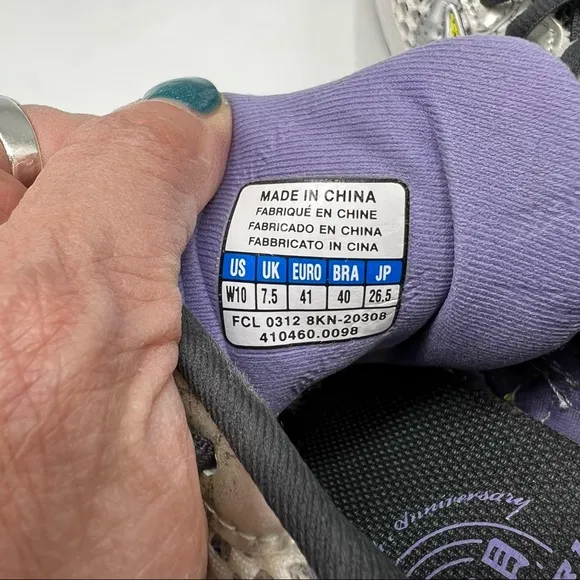 MADE IN CHINA
FABRIQUÉ EN CHINE
FABRICADO EN CHINA
FABBRICATO IN CINA
US UK EURO BRA JP
W10 7.5 41 40 26.5
FCL 0312 8KN-20308
410460.0098
Anniversary